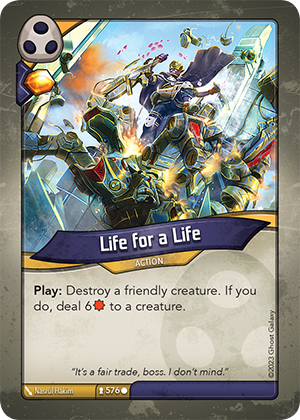 Life for a Life
ACTION
Play: Destroy a friendly creature. If you
do, deal 6 to a creature.
"It's a fair trade, boss. I don't mind."
Nasrul Hakim
576
©2023 Ghost Galaxy